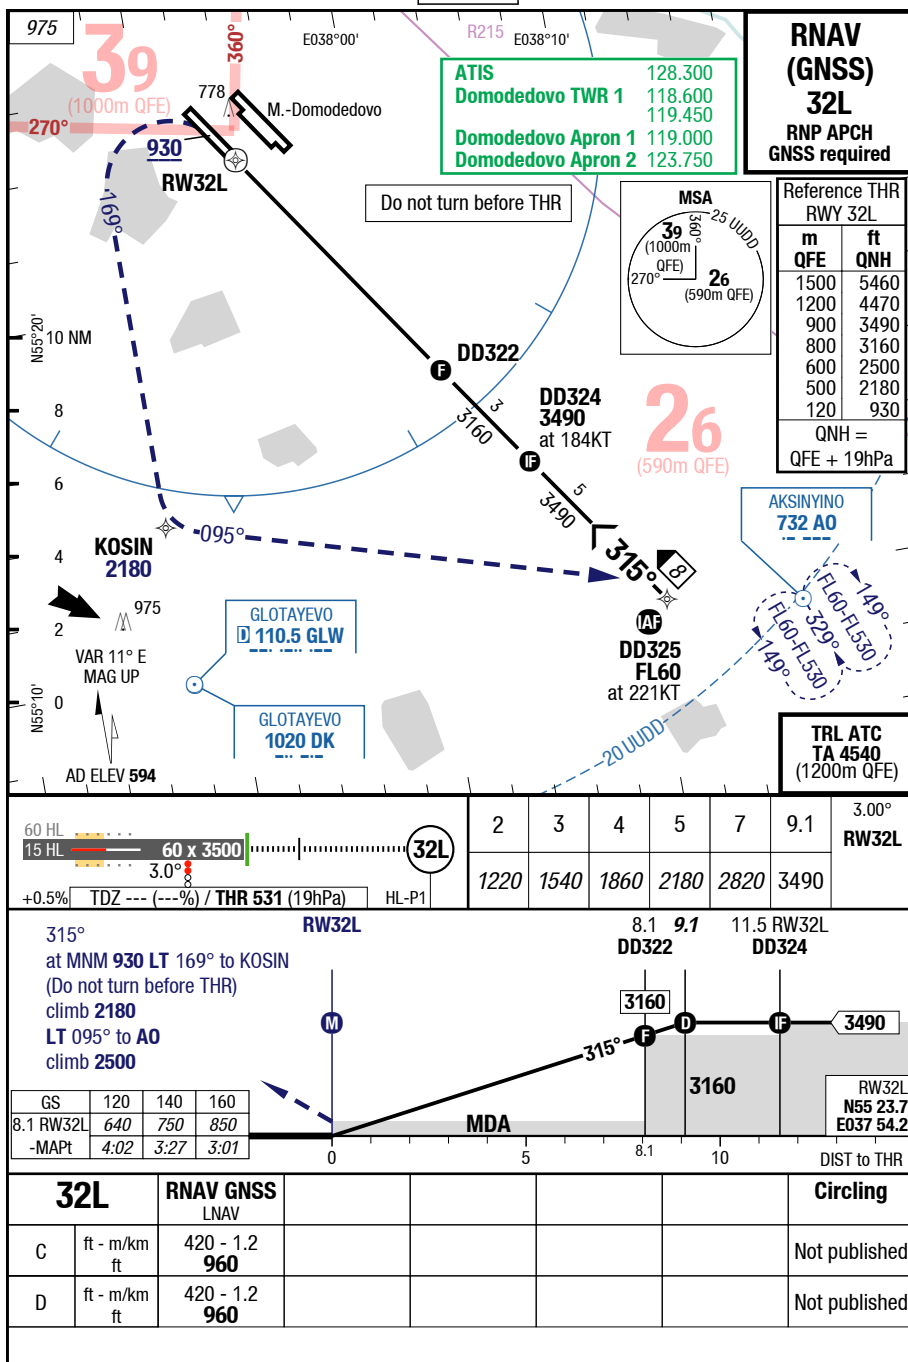 975
39
(1000m QFE)
360°
270°
E038°00'
E038°10'
R215
778
M.-Domodedovo
930
RW32L
169°
ATIS 128.300
Domodedovo TWR 1 118.600
119.450
Domodedovo Apron 1 119.000
Domodedovo Apron 2 123.750
RNAV
(GNSS)
32L
RNP APCH
GNSS required
Do not turn before THR
MSA
25 UUDD
39
(1000m
QFE)
360°
270°
26
(590m QFE)
Reference THR
RWY 32L
m ft
QFE QNH
1500 5460
1200 4470
900 3490
800 3160
600 2500
500 2180
120 930
QNH =
QFE + 19hPa
N55°20'
10 NM
8
6
4
2
0
N55°10'
DD322
3
3160
DD324
3490
at 184KT
5
3490
26
(590m QFE)
315°
8
IAF
DD325
FL60
at 221KT
F
IF
KOSIN
2180
095°
975
VAR 11° E
MAG UP
AD ELEV 594
GLOTAYEVO
D 110.5 GLW
GLOTAYEVO
1020 DK
AKSINYINO
732 AO
149°
FL60-FL530
329°
FL60-FL530
149°
20 UUDD
TRL ATC
TA 4540
(1200m QFE)
60 HL
15 HL
60 x 3500
3.0°
32L
+0.5%
TDZ --- (---%) / THR 531 (19hPa)
HL-P1
2 3 4 5 7 9.1 3.00°
RW32L
1220 1540 1860 2180 2820 3490
315°
at MNM 930 LT 169° to KOSIN
(Do not turn before THR)
climb 2180
LT 095° to AO
climb 2500
RW32L
8.1 9.1 11.5 RW32L
DD322 DD324
3160
M
F
D
IF
3490
315°
3160
MDA
RW32L
N55 23.7
E037 54.2
GS 120 140 160
8.1 RW32L 640 750 850
-MAPt 4:02 3:27 3:01
0 5 8.1 10 DIST to THR
32L RNAV GNSS Circling
LNAV
C ft - m/km 420 - 1.2 Not published
ft 960
D ft - m/km 420 - 1.2 Not published
ft 960